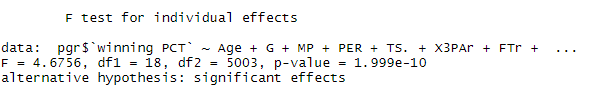 F test for individual effects
data: pgr$`winning PCT` ~ Age + G + MP + PER + TS. + X3PAr + FTr + ...
F = 4.6756, df1 = 18, df2 = 5003, p-value = 1.999e-10
alternative hypothesis: significant effects